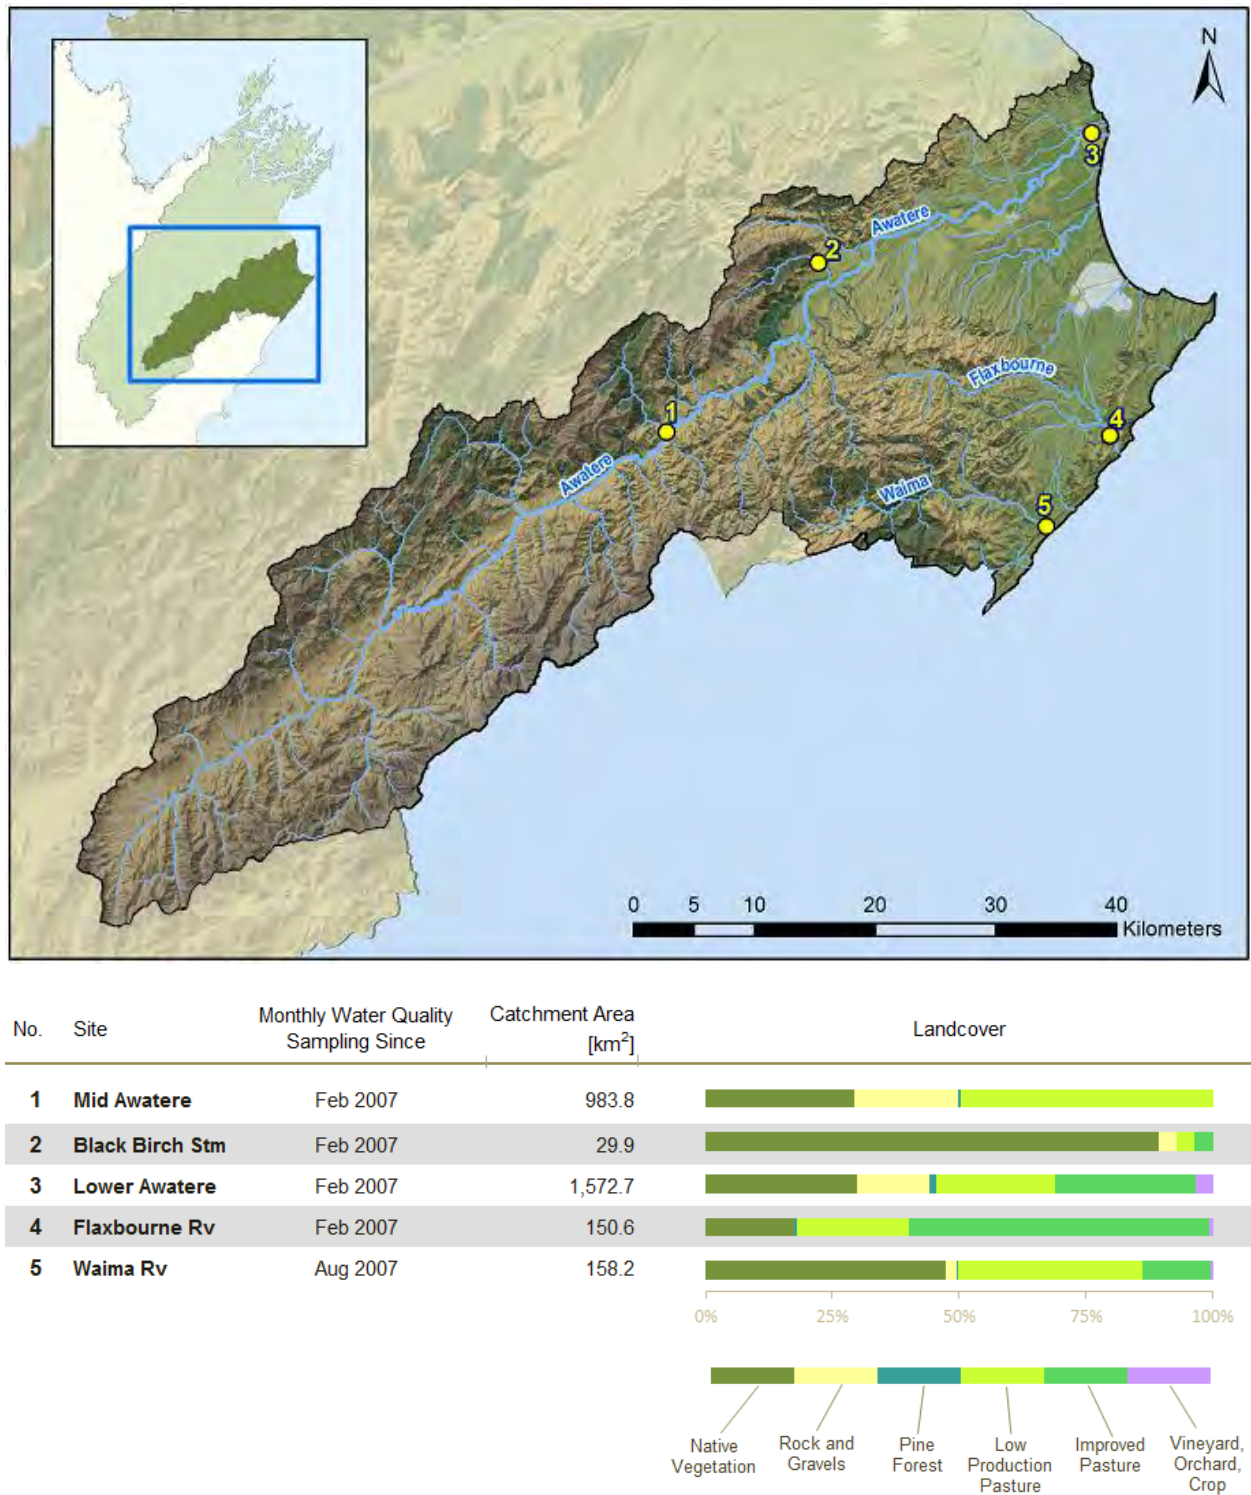 N
3
Awatere
2
Flaxbourne
1
4
Awatere
Waima
5
0 5 10 20 30 40
Kilometers
No. Site Monthly Water Quality Sampling Since Catchment Area [km²] Landcover
1 Mid Awatere Feb 2007 983.8
2 Black Birch Stm Feb 2007 29.9
3 Lower Awatere Feb 2007 1,572.7
4 Flaxbourne Rv Feb 2007 150.6
5 Waima Rv Aug 2007 158.2
0% 25% 50% 75% 100%
Native Vegetation
Rock and Gravels
Pine Forest
Low Production Pasture
Improved Pasture
Vineyard, Orchard, Crop